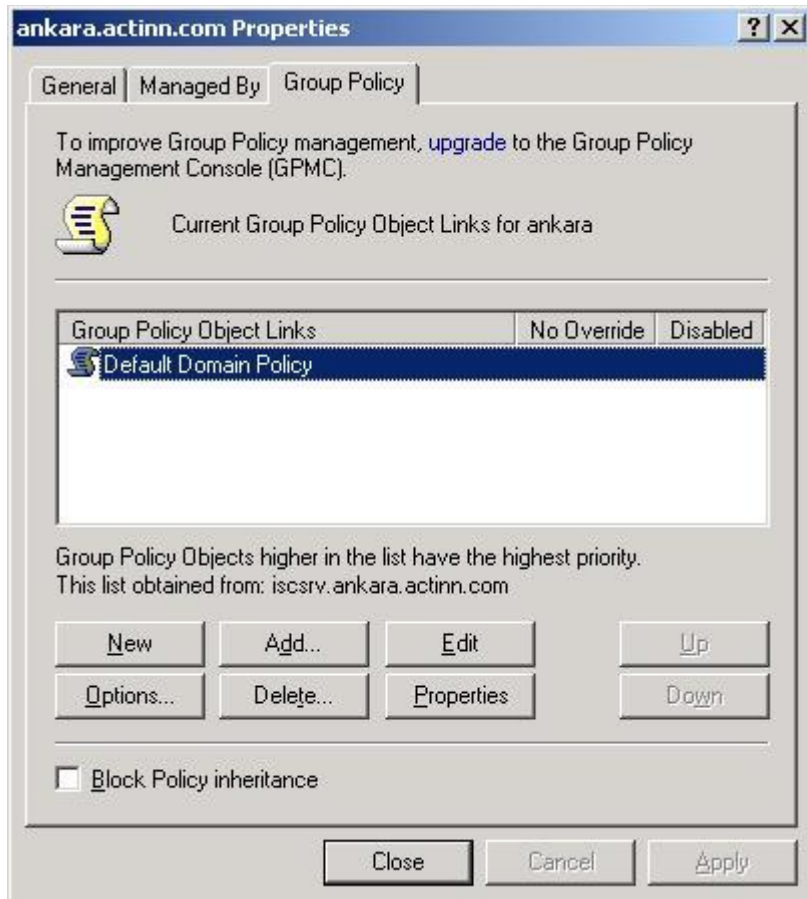 ankara.actinn.com Properties
General Managed By Group Policy
To improve Group Policy management, upgrade to the Group Policy
Management Console (GPMC).
Current Group Policy Object Links for ankara
Group Policy Object Links No Override Disabled
Default Domain Policy
Group Policy Objects higher in the list have the highest priority.
This list obtained from: iscsrv.ankara.actinn.com
New Add... Edit Up
Options... Delete... Properties Down
Block Policy inheritance
Close Cancel Apply